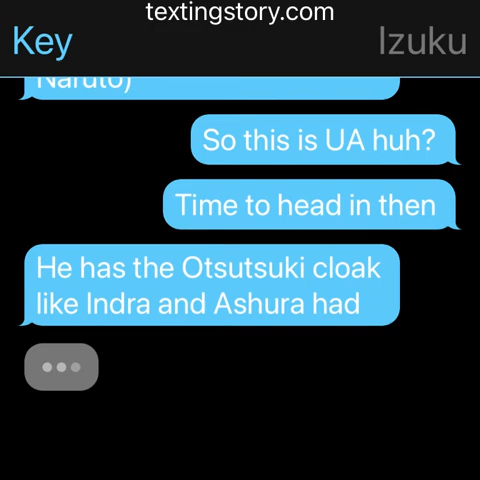 textingstory.com
Key
Izuku
Naruto)
So this is UA huh?
Time to head in then
He has the Otsutsuki cloak
like Indra and Ashura had